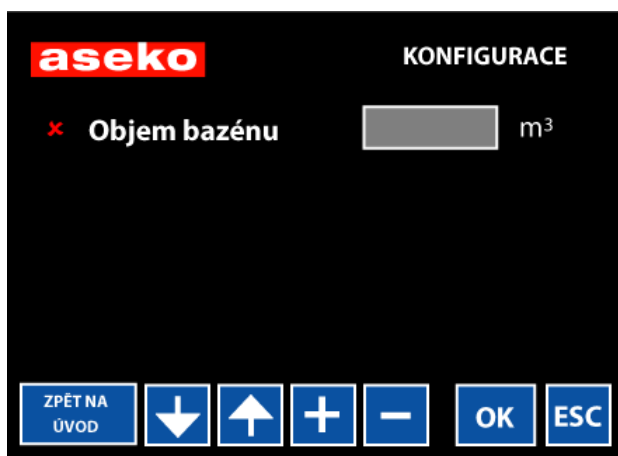 aseko
KONFIGURACE
Objem bazénu m³
ZPĚT NA
ÚVOD
+
−
OK
ESC